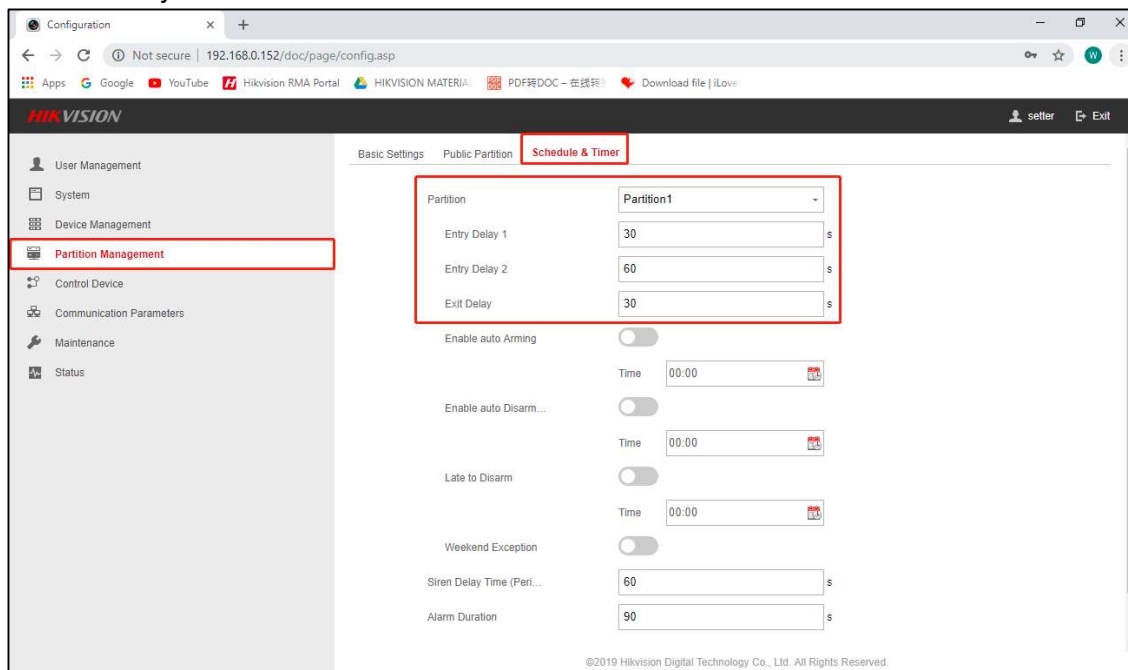 Configuration
Not secure | 192.168.0.152/doc/page/config.asp
W
Apps Google YouTube Hikvision RMA Portal HIKVISION MATERIA PDF转DOC – 在线转 Download file | iLove
HIKVISION setter Exit
Basic Settings Public Partition Schedule & Timer
User Management
System
Device Management
Partition Management
Control Device
Communication Parameters
Maintenance
Status
Partition Partition1
Entry Delay 1 30 s
Entry Delay 2 60 s
Exit Delay 30 s
Enable auto Arming
Time 00:00
Enable auto Disarm...
Time 00:00
Late to Disarm
Time 00:00
Weekend Exception
Siren Delay Time (Peri... 60 s
Alarm Duration 90 s
©2019 Hikvision Digital Technology Co., Ltd. All Rights Reserved.